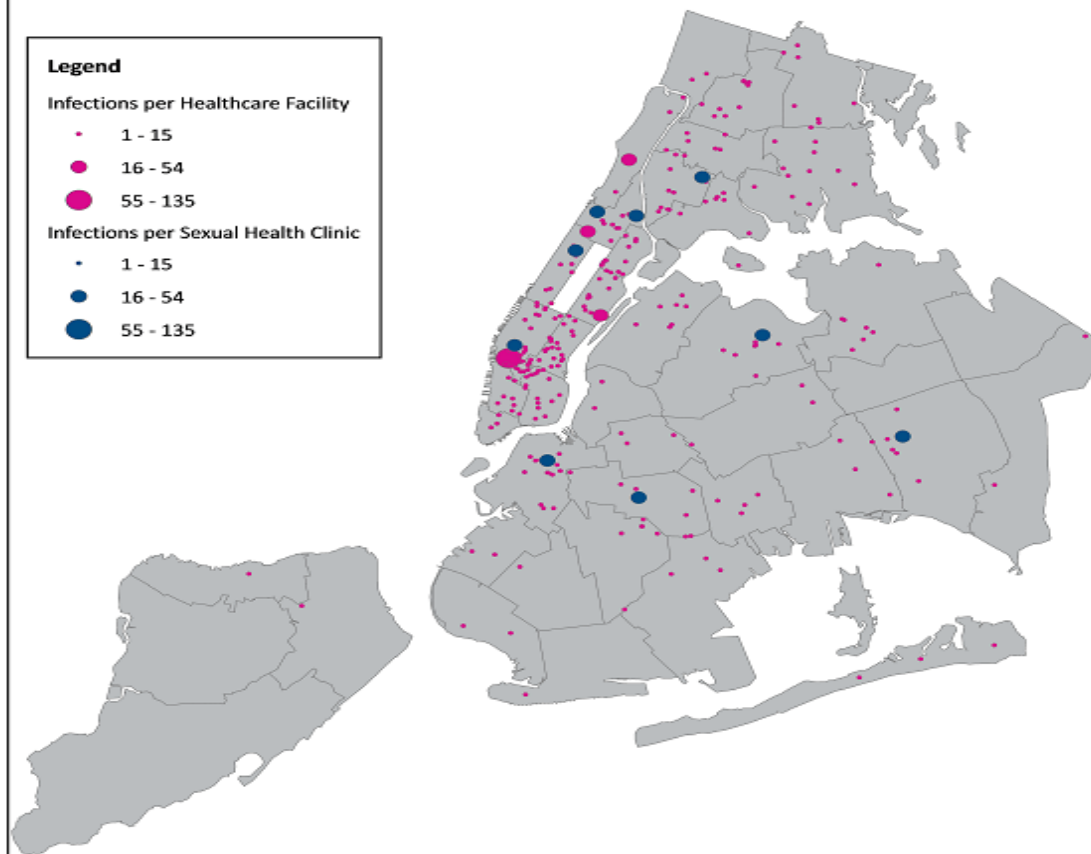 Legend
Infections per Healthcare Facility
1 - 15
16 - 54
55 - 135
Infections per Sexual Health Clinic
1 - 15
16 - 54
55 - 135